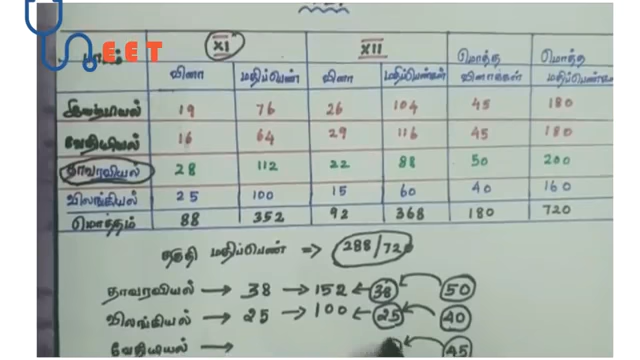 NEET
XI XII மொத்த மொத்த
பாடம் வினா மதிப்பெண் வினா மதிப்பெண்கள் வினாக்கள் மதிப்பெண்கள்
இயற்பியல் 19 76 26 104 45 180
வேதியியல் 16 64 29 116 45 180
தாவரவியல் 28 112 22 88 50 200
விலங்கியல் 25 100 15 60 40 160
மொத்தம் 88 352 92 368 180 720
தகுதி மதிப்பெண் => 288/720
தாவரவியல் → 38 → 152 ← 38 ← 50
விலங்கியல் → 25 → 100 ← 25 ← 40
வேதியியல் → 45